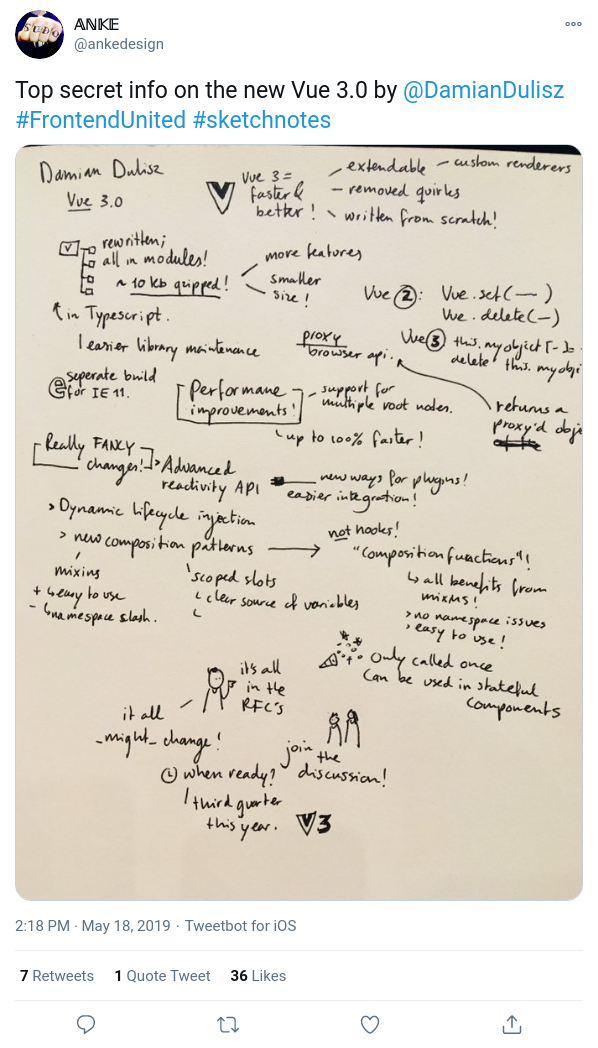 ANKE
@ankedesign
Top secret info on the new Vue 3.0 by @DamianDulisz
#FrontendUnited #sketchnotes
Damian Dulisz
Vue 3.0
Vue 3 =
faster &
better !
extendable - custom renderers
- removed quirks
written from scratch!
rewritten;
all in modules!
~ 10 kb gzipped!
more features
smaller
size !
in Typescript.
easier library maintenance
Vue 2: Vue.set( — )
Vue.delete(—)
Vue 3 this.myobject [-]=
delete this.myobje
proxy
browser api.
returns a
proxy'd obje
e seperate build
for IE 11.
Performane
improvements!
support for
multiple root nodes.
up to 100% faster!
Really FANCY
changes!
> Advanced
reactivity API
new ways for plugins!
easier integration!
> Dynamic lifecycle injection
> new composition patterns
not hooks!
"Composition functions"!
mixins
+ easy to use
- namespace slash.
scoped slots
clear source of variables
all benefits from
mixins!
> no namespace issues
> easy to use!
Only called once
Can be used in stateful
components
it's all
in the
RFC's
it all
_might_ change!
join
the
discussion!
when ready?
third quarter
this year.
V3
2:18 PM · May 18, 2019 · Tweetbot for iOS
7 Retweets 1 Quote Tweet 36 Likes